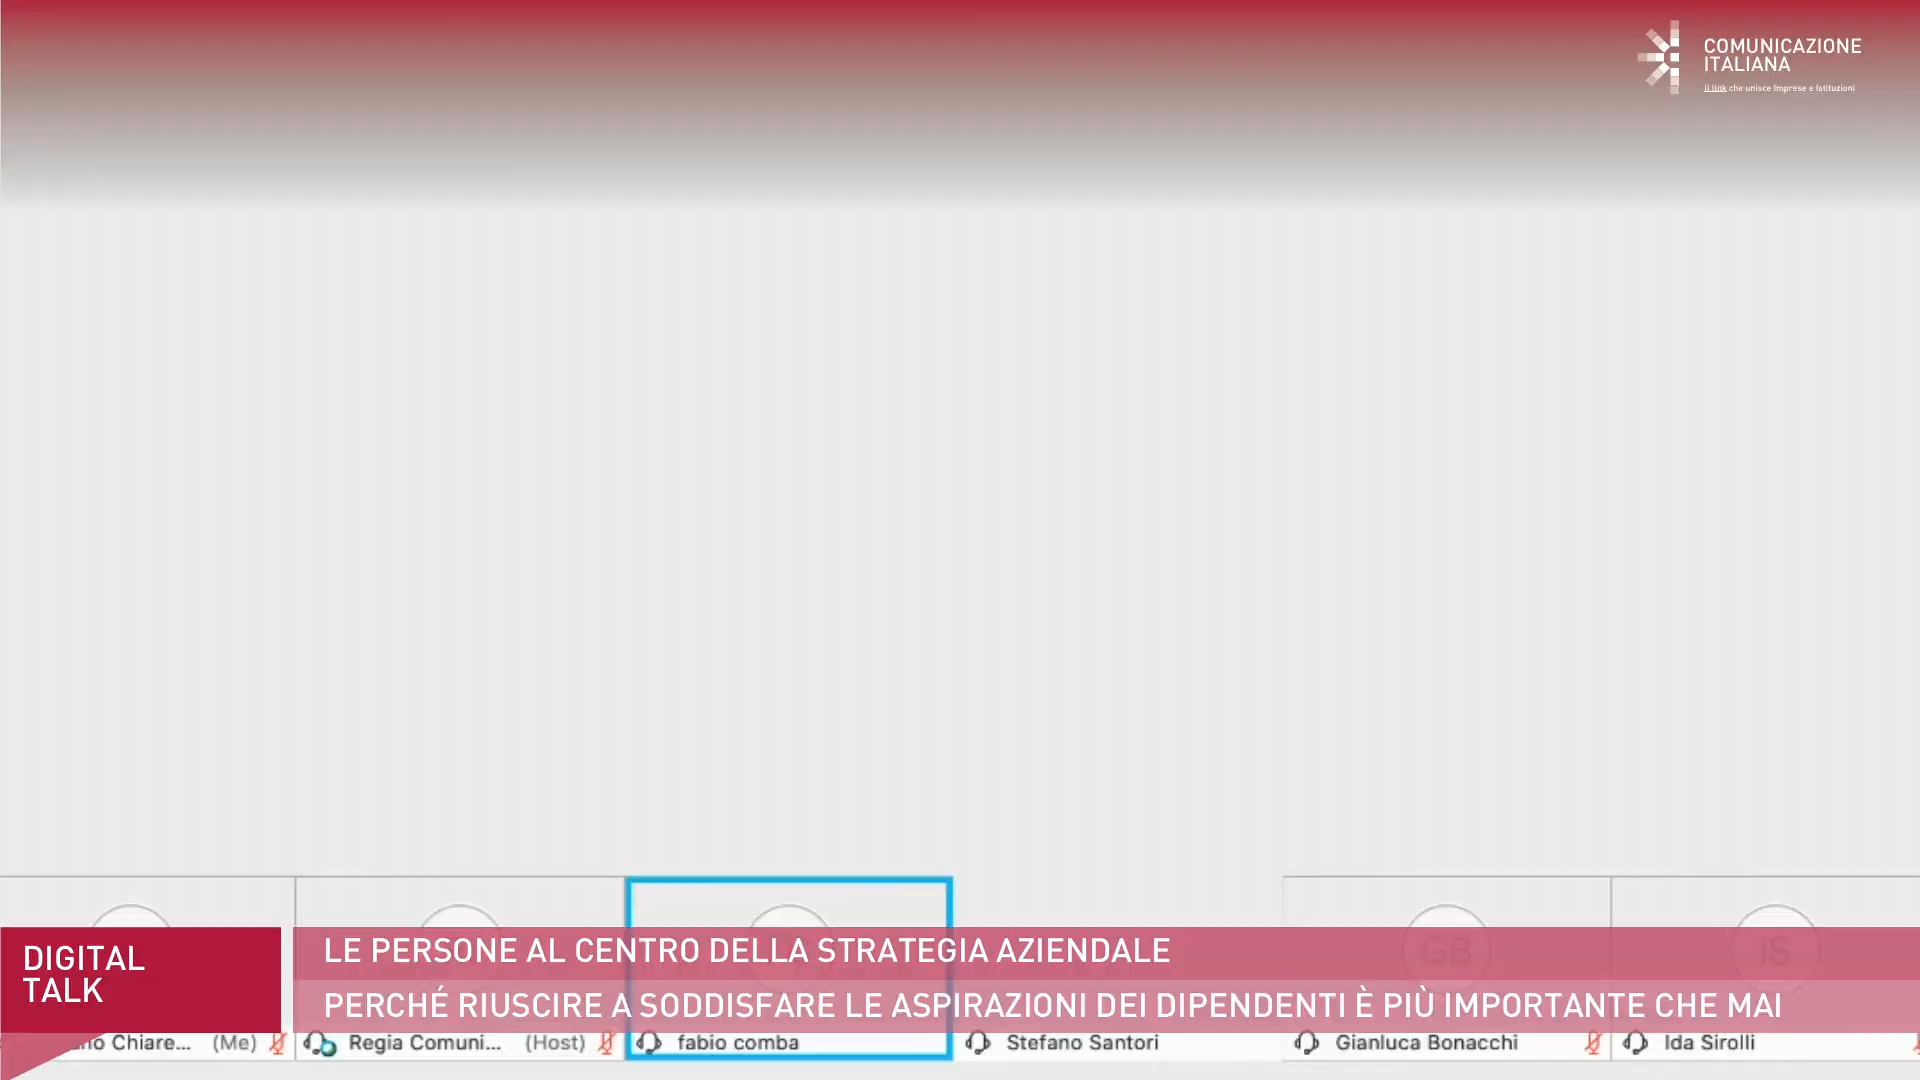 COMUNICAZIONE
ITALIANA
il link che unisce Imprese e Istituzioni
DIGITAL
TALK
LE PERSONE AL CENTRO DELLA STRATEGIA AZIENDALE
PERCHÉ RIUSCIRE A SODDISFARE LE ASPIRAZIONI DEI DIPENDENTI È PIÙ IMPORTANTE CHE MAI
GB
IS
Chiare... (Me)
Regia Comuni... (Host)
fabio comba
Stefano Santori
Gianluca Bonacchi
Ida Sirolli